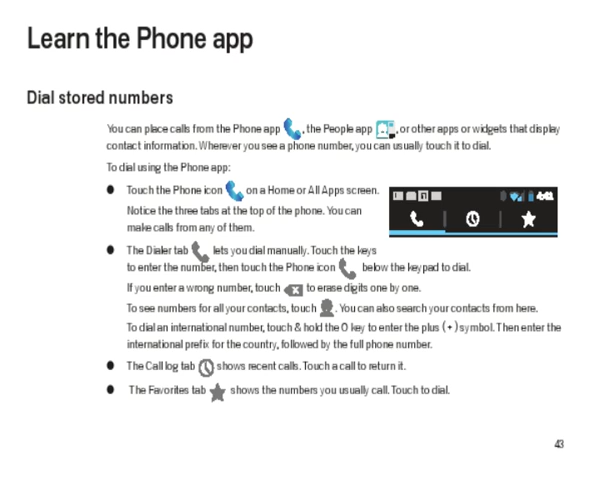 Learn the Phone app
Dial stored numbers
You can place calls from the Phone app , the People app , or other apps or widgets that display
contact information. Wherever you see a phone number, you can usually touch it to dial.
To dial using the Phone app:
● Touch the Phone icon on a Home or All Apps screen.
Notice the three tabs at the top of the phone. You can
make calls from any of them.
● The Dialer tab lets you dial manually. Touch the keys
to enter the number, then touch the Phone icon below the keypad to dial.
If you enter a wrong number, touch to erase digits one by one.
To see numbers for all your contacts, touch . You can also search your contacts from here.
To dial an international number, touch & hold the 0 key to enter the plus (+) symbol. Then enter the
international prefix for the country, followed by the full phone number.
● The Call log tab shows recent calls. Touch a call to return it.
● The Favorites tab shows the numbers you usually call. Touch to dial.
43